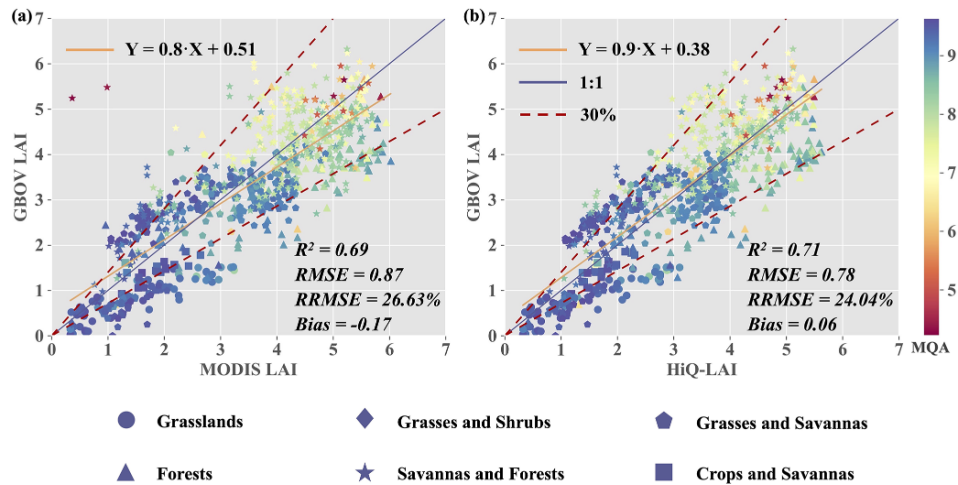 (a)
7
6
5
4
3
2
1
0
GBOV LAI
Y = 0.8·X + 0.51
R² = 0.69
RMSE = 0.87
RRMSE = 26.63%
Bias = -0.17
0 1 2 3 4 5 6 7
MODIS LAI
(b)
7
6
5
4
3
2
1
0
GBOV LAI
Y = 0.9·X + 0.38
1:1
30%
R² = 0.71
RMSE = 0.78
RRMSE = 24.04%
Bias = 0.06
0 1 2 3 4 5 6 7
HiQ-LAI
9
8
7
6
5
MQA
Grasslands
Grasses and Shrubs
Grasses and Savannas
Forests
Savannas and Forests
Crops and Savannas